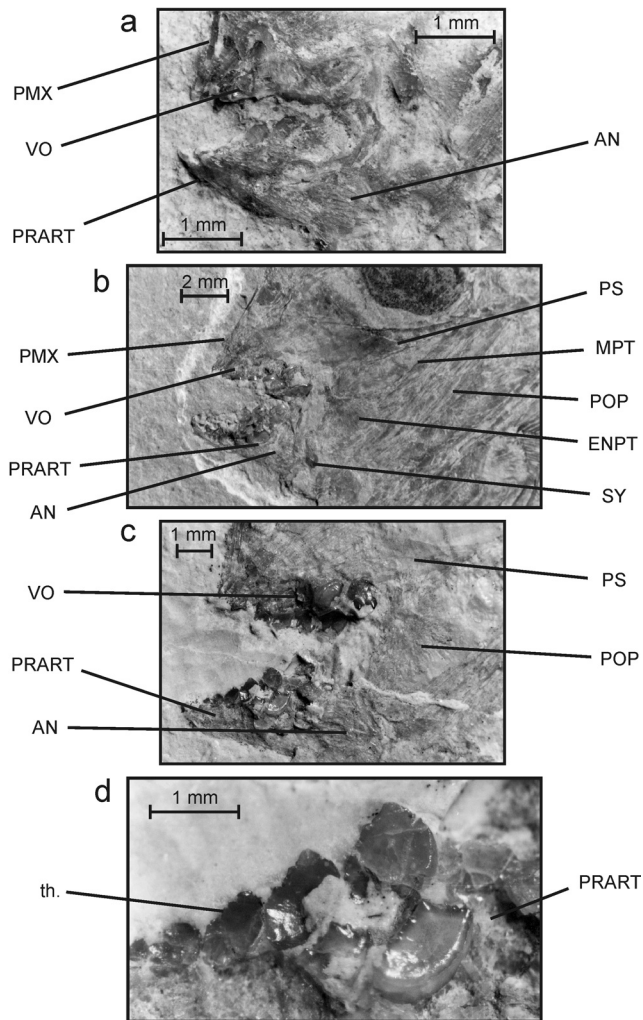 a
1 mm
PMX
VO
AN
PRART
1 mm
b
2 mm
PS
PMX
MPT
VO
POP
PRART
ENPT
AN
SY
c
1 mm
VO
PS
PRART
POP
AN
d
1 mm
th.
PRART